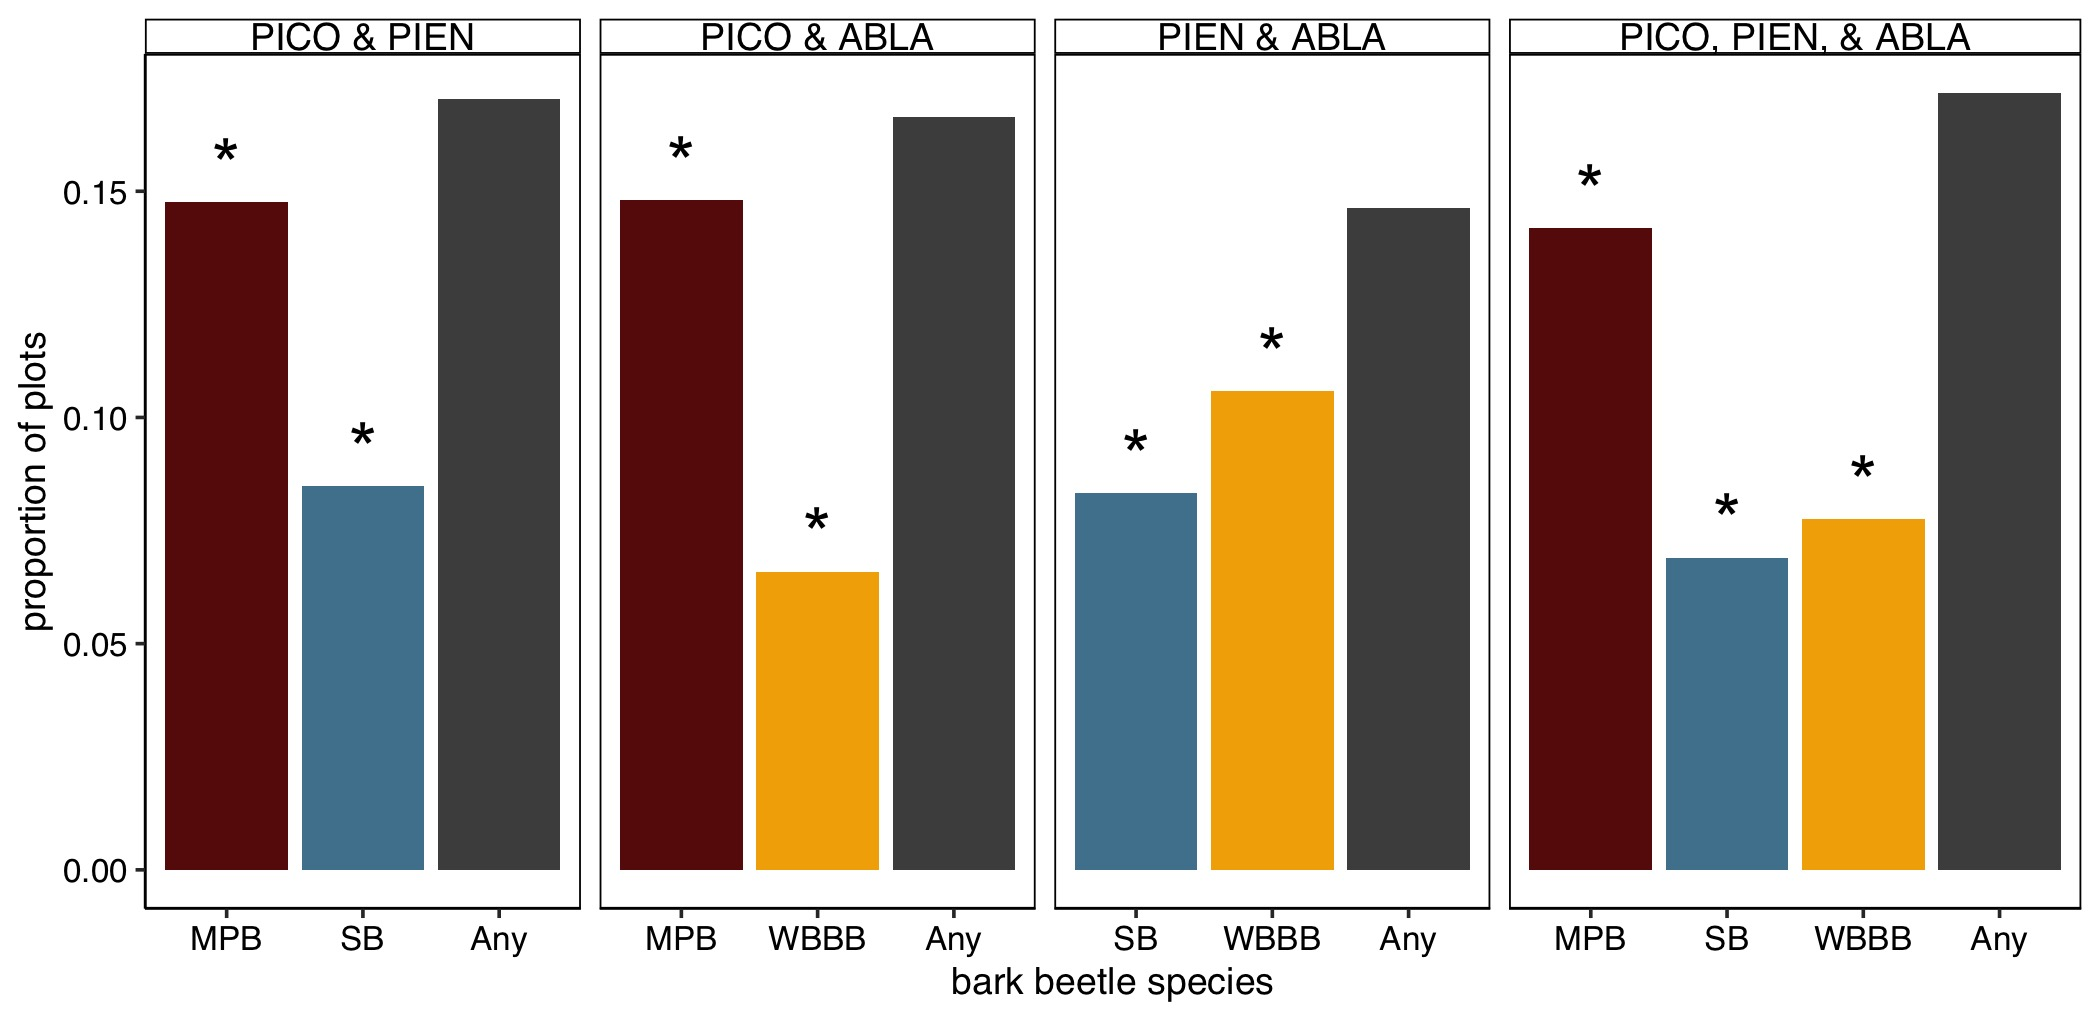 PICO & PIEN
PICO & ABLA
PIEN & ABLA
PICO, PIEN, & ABLA
proportion of plots
0.15
0.10
0.05
0.00
* * *
* * * * * *
MPB SB Any
MPB WBBB Any
SB WBBB Any
MPB SB WBBB Any
bark beetle species